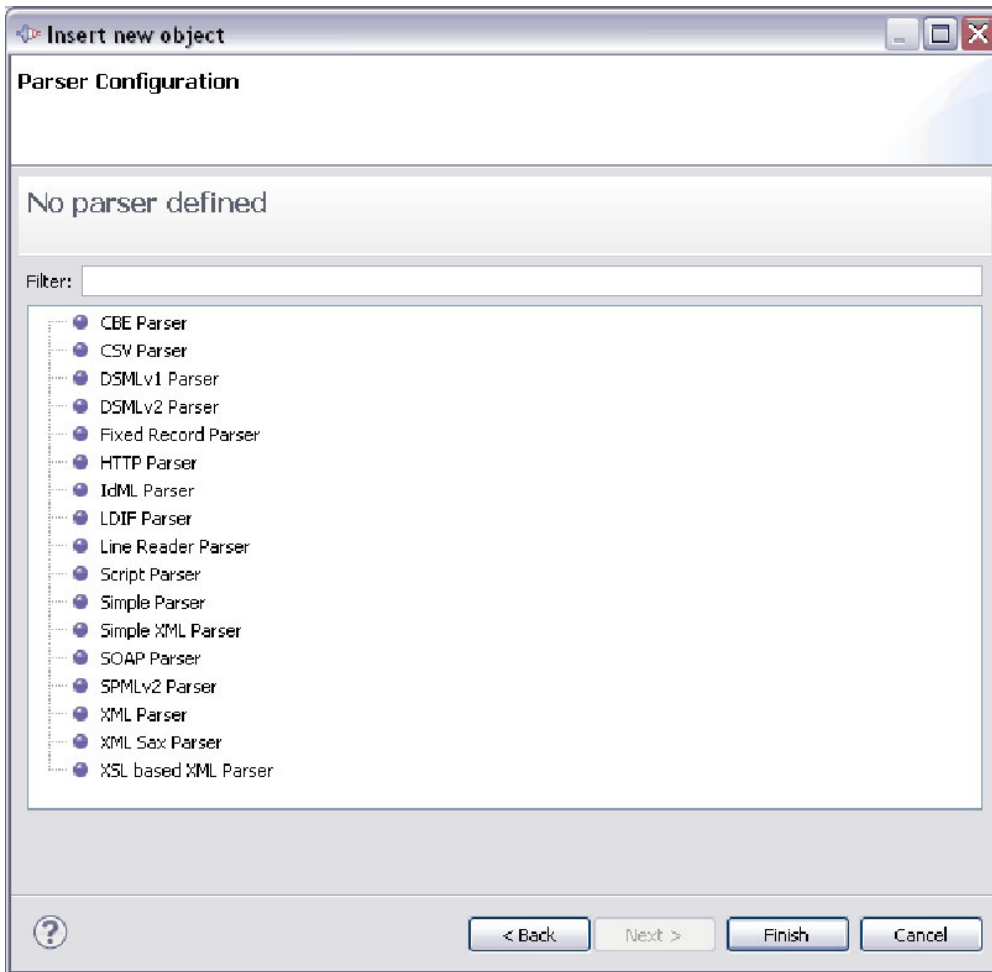 Insert new object
Parser Configuration
No parser defined
Filter:
CBE Parser
CSV Parser
DSMLv1 Parser
DSMLv2 Parser
Fixed Record Parser
HTTP Parser
IdML Parser
LDIF Parser
Line Reader Parser
Script Parser
Simple Parser
Simple XML Parser
SOAP Parser
SPMLv2 Parser
XML Parser
XML Sax Parser
XSL based XML Parser
? < Back Next > Finish Cancel